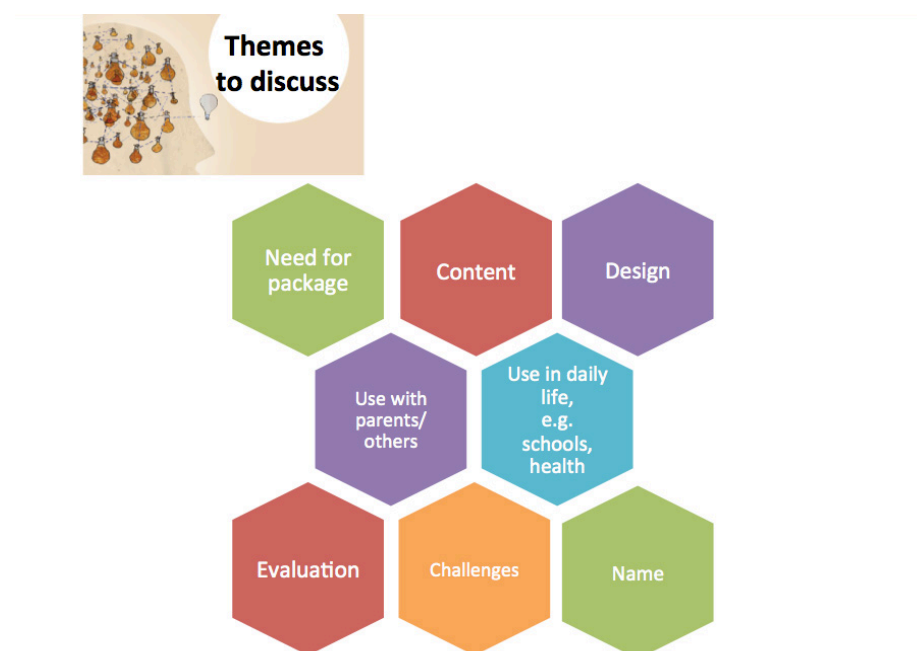 Themes
to discuss
Need for
package
Content
Design
Use with
parents/
others
Use in daily
life,
e.g.
schools,
health
Evaluation
Challenges
Name